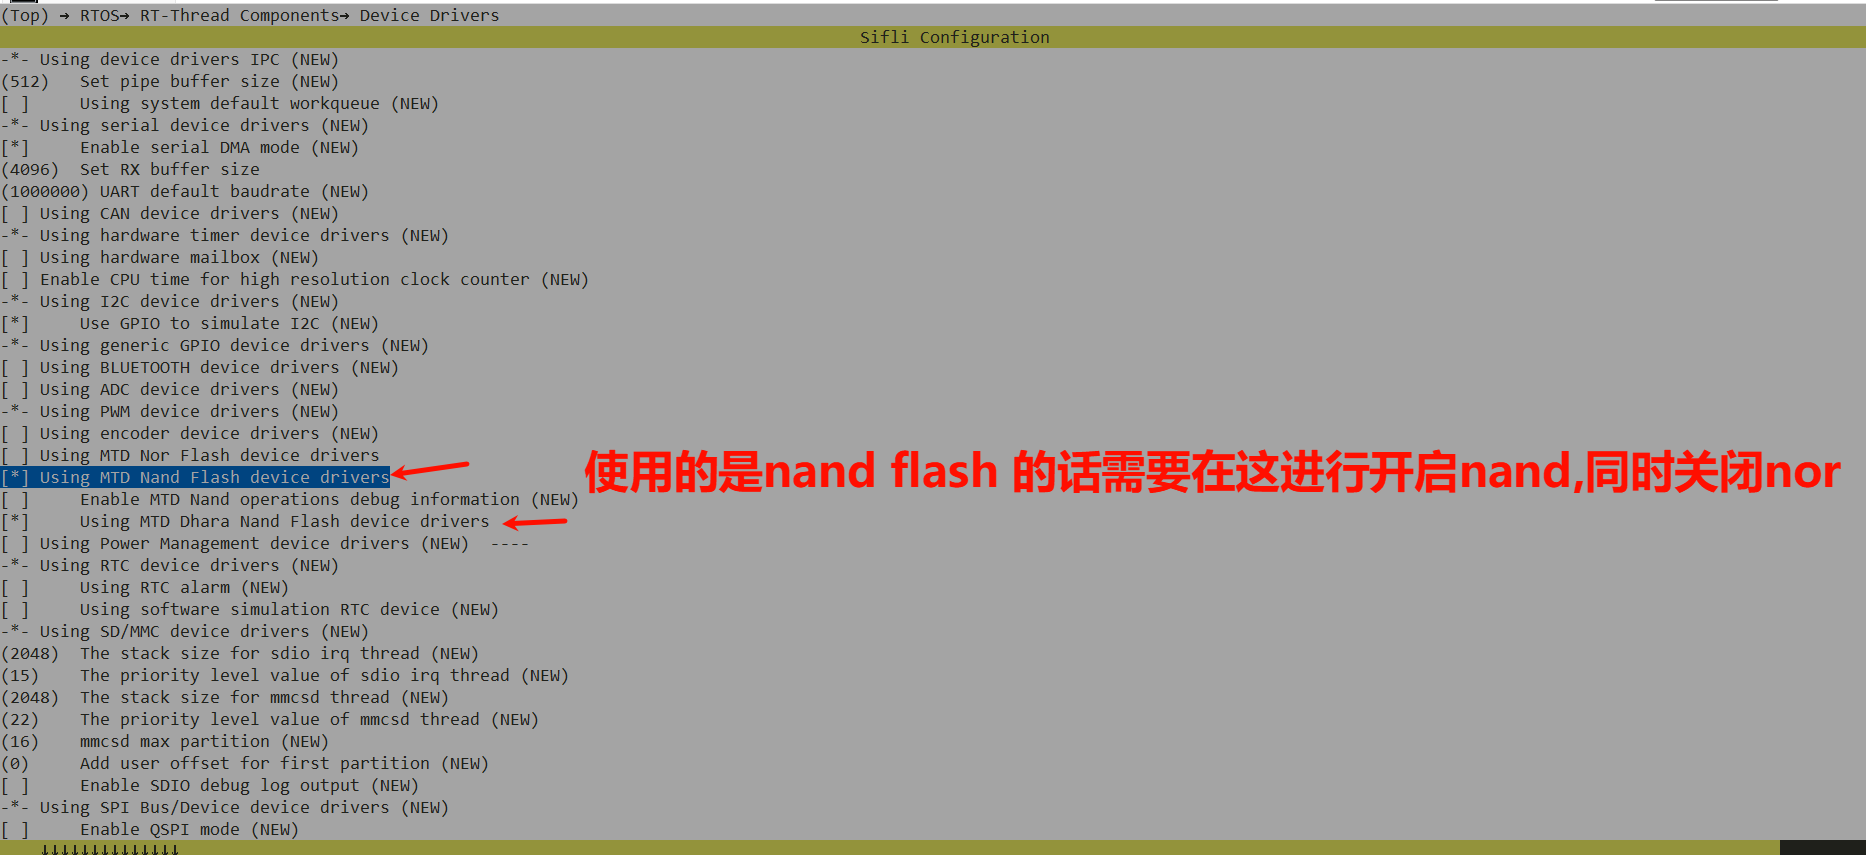 (Top) → RTOS→ RT-Thread Components→ Device Drivers
Sifli Configuration
-*- Using device drivers IPC (NEW)
(512)   Set pipe buffer size (NEW)
[ ]     Using system default workqueue (NEW)
-*- Using serial device drivers (NEW)
[*]     Enable serial DMA mode (NEW)
(4096)  Set RX buffer size
(1000000) UART default baudrate (NEW)
[ ] Using CAN device drivers (NEW)
-*- Using hardware timer device drivers (NEW)
[ ] Using hardware mailbox (NEW)
[ ] Enable CPU time for high resolution clock counter (NEW)
-*- Using I2C device drivers (NEW)
[*]     Use GPIO to simulate I2C (NEW)
-*- Using generic GPIO device drivers (NEW)
[ ] Using BLUETOOTH device drivers (NEW)
[ ] Using ADC device drivers (NEW)
-*- Using PWM device drivers (NEW)
[ ] Using encoder device drivers (NEW)
[ ] Using MTD Nor Flash device drivers
[*] Using MTD Nand Flash device drivers
使用的是nand flash 的话需要在这进行开启nand,同时关闭nor
[ ]     Enable MTD Nand operations debug information (NEW)
[*]     Using MTD Dhara Nand Flash device drivers
[ ] Using Power Management device drivers (NEW)  ----
-*- Using RTC device drivers (NEW)
[ ]     Using RTC alarm (NEW)
[ ]     Using software simulation RTC device (NEW)
-*- Using SD/MMC device drivers (NEW)
(2048)  The stack size for sdio irq thread (NEW)
(15)    The priority level value of sdio irq thread (NEW)
(2048)  The stack size for mmcsd thread (NEW)
(22)    The priority level value of mmcsd thread (NEW)
(16)    mmcsd max partition (NEW)
(0)     Add user offset for first partition (NEW)
[ ]     Enable SDIO debug log output (NEW)
-*- Using SPI Bus/Device device drivers (NEW)
[ ]     Enable QSPI mode (NEW)
↓↓↓↓↓↓↓↓↓↓↓↓↓↓